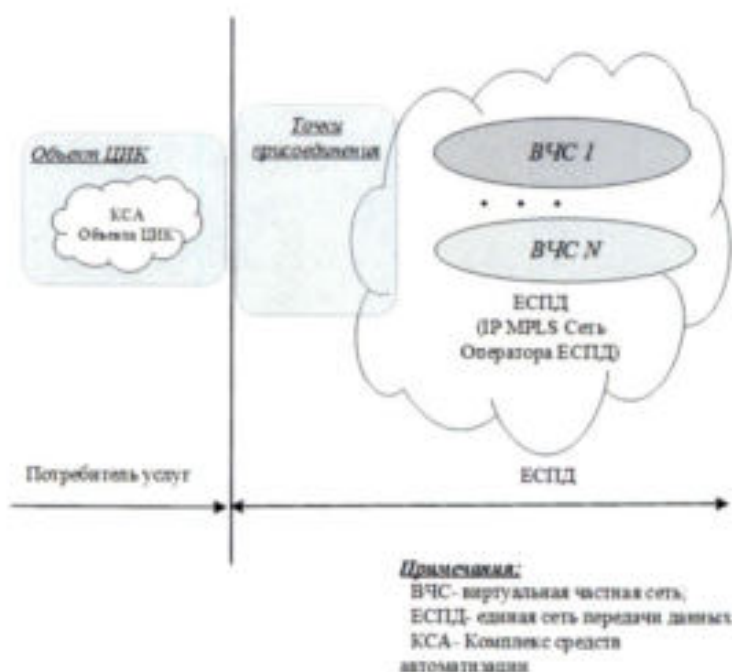 Объект ЦИК
КСА
Объекта ЦИК
Точки
присоединения
ВЧС 1
• • •
ВЧС N
ЕСПД
(IP MPLS Сеть
Оператора ЕСПД)
Потребитель услуг
ЕСПД
Примечания:
ВЧС- виртуальная частная сеть;
ЕСПД- единая сеть передачи данных
КСА- Комплекс средств
автоматизации